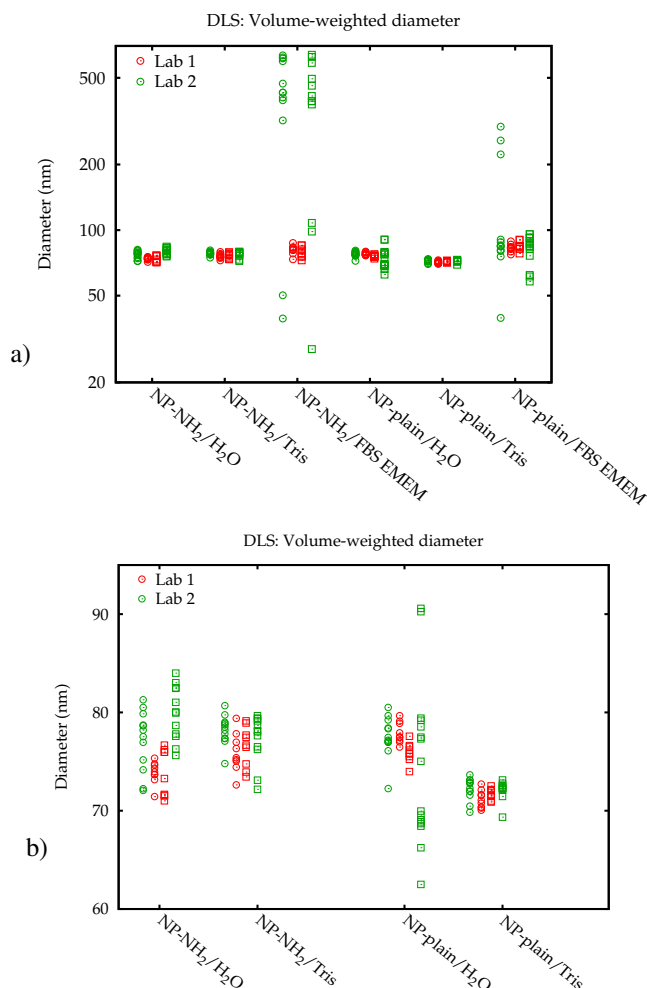 DLS: Volume-weighted diameter
Lab 1
Lab 2
500
200
100
50
20
Diameter (nm)
a)
NP-NH₂/H₂O
NP-NH₂/Tris
NP-NH₂/FBS EMEM
NP-plain/H₂O
NP-plain/Tris
NP-plain/FBS EMEM
DLS: Volume-weighted diameter
Lab 1
Lab 2
90
80
70
60
Diameter (nm)
b)
NP-NH₂/H₂O
NP-NH₂/Tris
NP-plain/H₂O
NP-plain/Tris